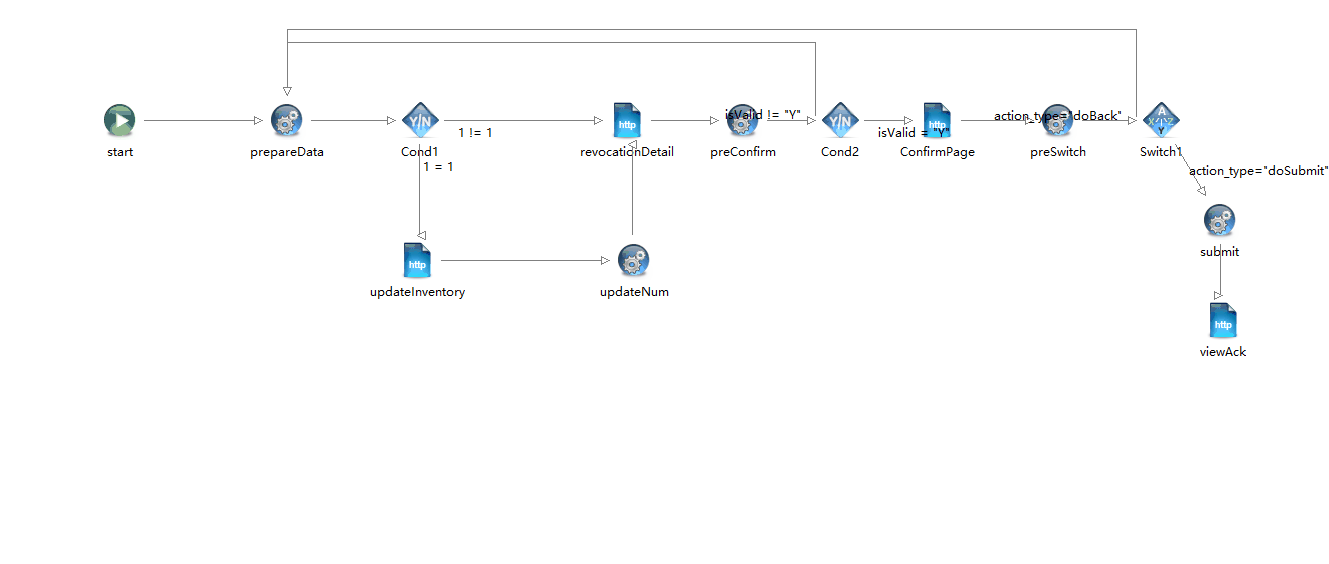 start
prepareData
Y/N
Cond1
1 != 1
1 = 1
http
revocationDetail
isValid != "Y"
preConfirm
Y/N
Cond2
isValid = "Y"
http
ConfirmPage
action_type="doBack"
preSwitch
A
X/Y/Z
Y
Switch1
action_type="doSubmit"
submit
http
updateInventory
updateNum
http
viewAck